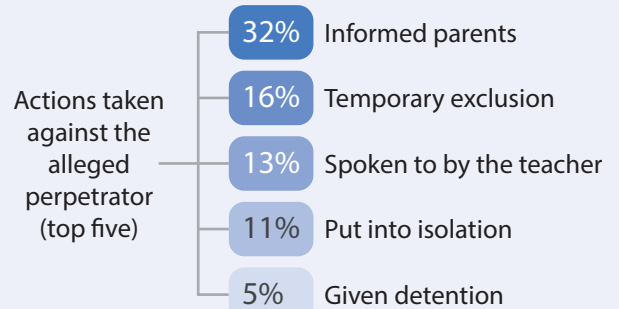 Actions taken
against the
alleged
perpetrator
(top five)
32% Informed parents
16% Temporary exclusion
13% Spoken to by the teacher
11% Put into isolation
5% Given detention